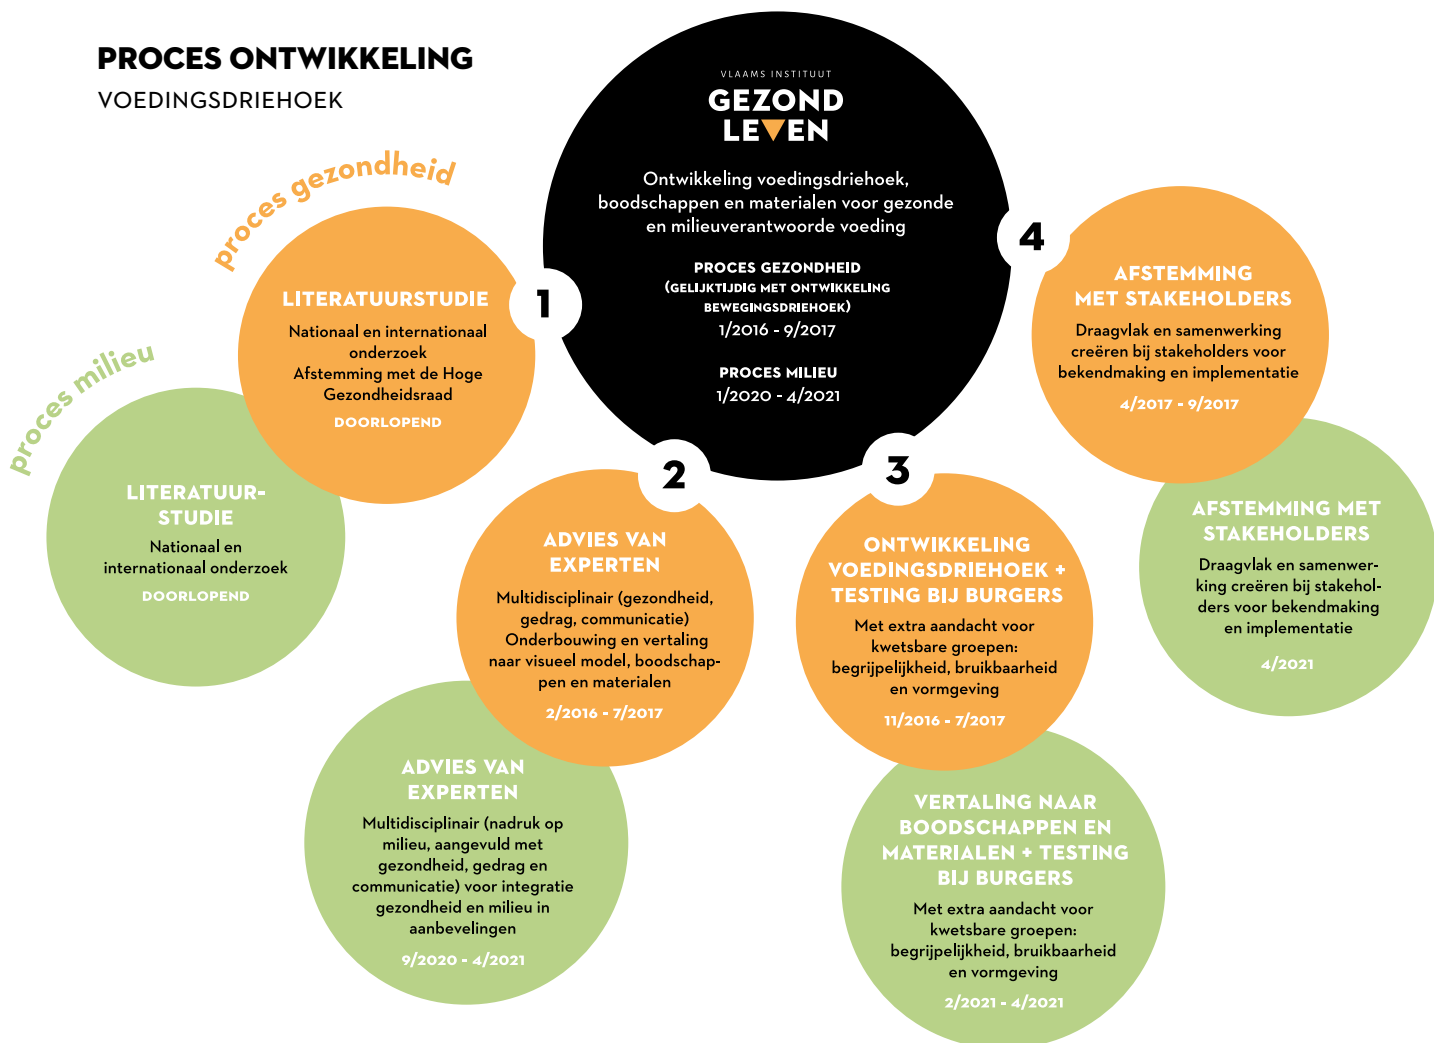 PROCES ONTWIKKELING
VOEDINGSDRIEHOEK
VLAAMS INSTITUUT
GEZOND
LEVEN
Ontwikkeling voedingsdriehoek,
boodschappen en materialen voor gezonde
en milieuverantwoorde voeding
PROCES GEZONDHEID
(GELIJKTIJDIG MET ONTWIKKELING
BEWEGINGSDRIEHOEK)
1/2016 - 9/2017
PROCES MILIEU
1/2020 - 4/2021
proces gezondheid
1
LITERATUURSTUDIE
Nationaal en internationaal
onderzoek
Afstemming met de Hoge
Gezondheidsraad
DOORLOPEND
proces milieu
LITERATUUR-
STUDIE
Nationaal en
internationaal onderzoek
DOORLOPEND
2
ADVIES VAN
EXPERTEN
Multidisciplinair (gezondheid,
gedrag, communicatie)
Onderbouwing en vertaling
naar visueel model, boodschap-
pen en materialen
2/2016 - 7/2017
ADVIES VAN
EXPERTEN
Multidisciplinair (nadruk op
milieu, aangevuld met
gezondheid, gedrag en
communicatie) voor integratie
gezondheid en milieu in
aanbevelingen
9/2020 - 4/2021
3
ONTWIKKELING
VOEDINGSDRIEHOEK +
TESTING BIJ BURGERS
Met extra aandacht voor
kwetsbare groepen:
begrijpelijkheid, bruikbaarheid
en vormgeving
11/2016 - 7/2017
VERTALING NAAR
BOODSCHAPPEN EN
MATERIALEN + TESTING
BIJ BURGERS
Met extra aandacht voor
kwetsbare groepen:
begrijpelijkheid, bruikbaarheid
en vormgeving
2/2021 - 4/2021
4
AFSTEMMING
MET STAKEHOLDERS
Draagvlak en samenwerking
creëren bij stakeholders voor
bekendmaking en implementatie
4/2017 - 9/2017
AFSTEMMING MET
STAKEHOLDERS
Draagvlak en samenwer-
king creëren bij stakehol-
ders voor bekendmaking
en implementatie
4/2021